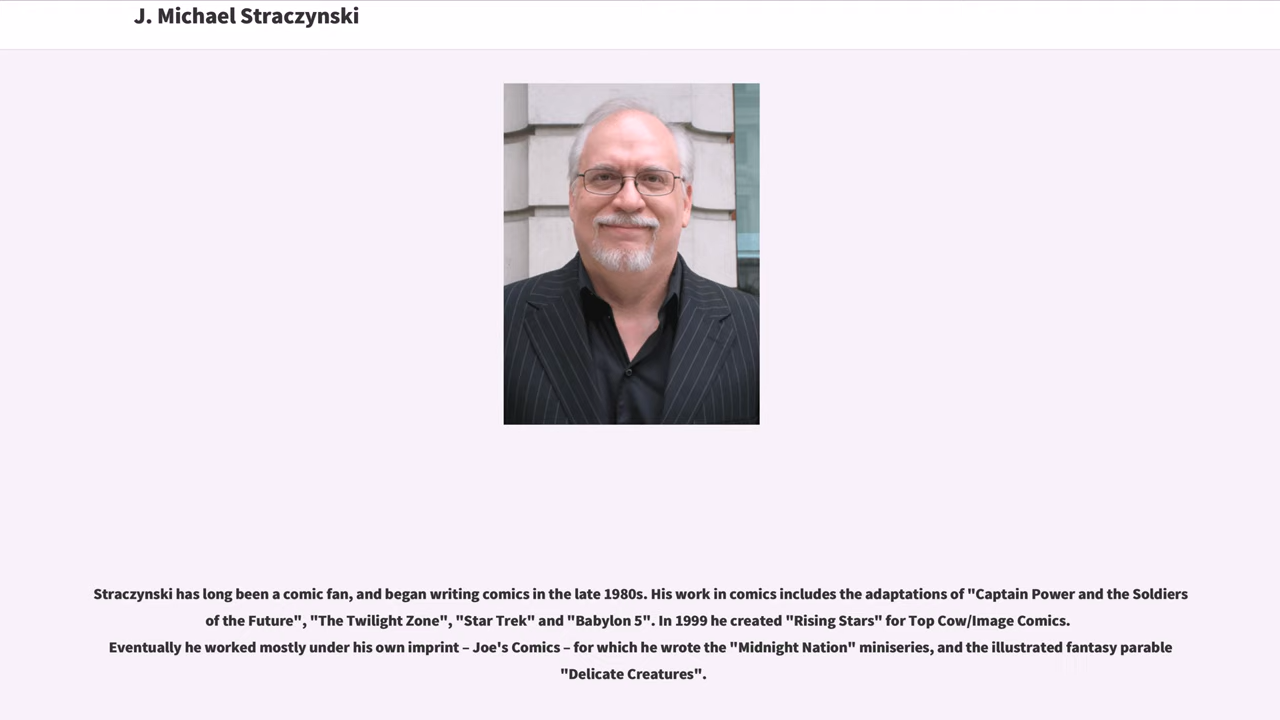 J. Michael Straczynski
Straczynski has long been a comic fan, and began writing comics in the late 1980s. His work in comics includes the adaptations of "Captain Power and the Soldiers
of the Future", "The Twilight Zone", "Star Trek" and "Babylon 5". In 1999 he created "Rising Stars" for Top Cow/Image Comics.
Eventually he worked mostly under his own imprint – Joe's Comics – for which he wrote the "Midnight Nation" miniseries, and the illustrated fantasy parable
"Delicate Creatures".